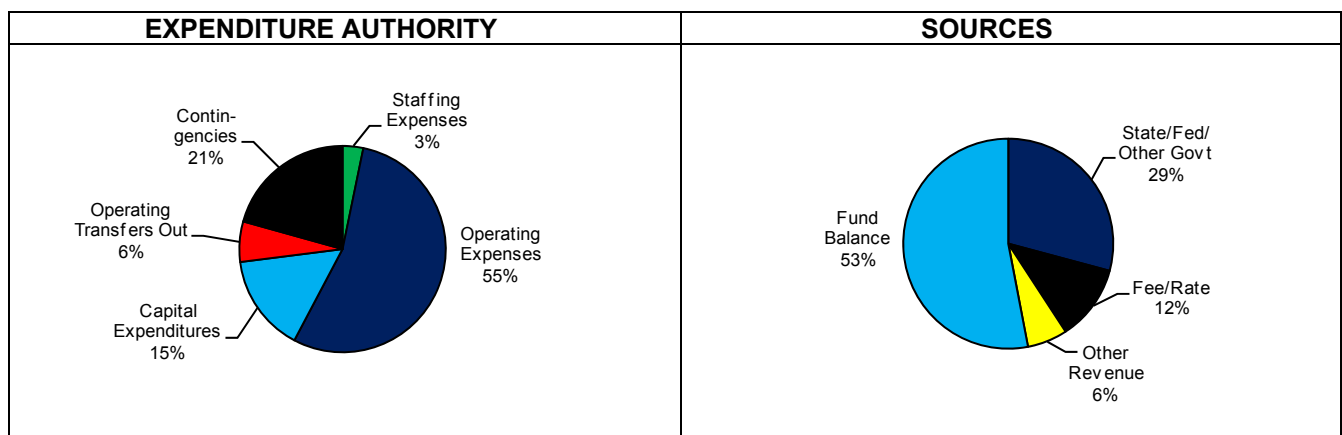 EXPENDITURE AUTHORITY
Contin-
gencies
21%
Staffing
Expenses
3%
Operating
Transfers Out
6%
Operating
Expenses
55%
Capital
Expenditures
15%
SOURCES
State/Fed/
Other Govt
29%
Fund
Balance
53%
Fee/Rate
12%
Other
Revenue
6%